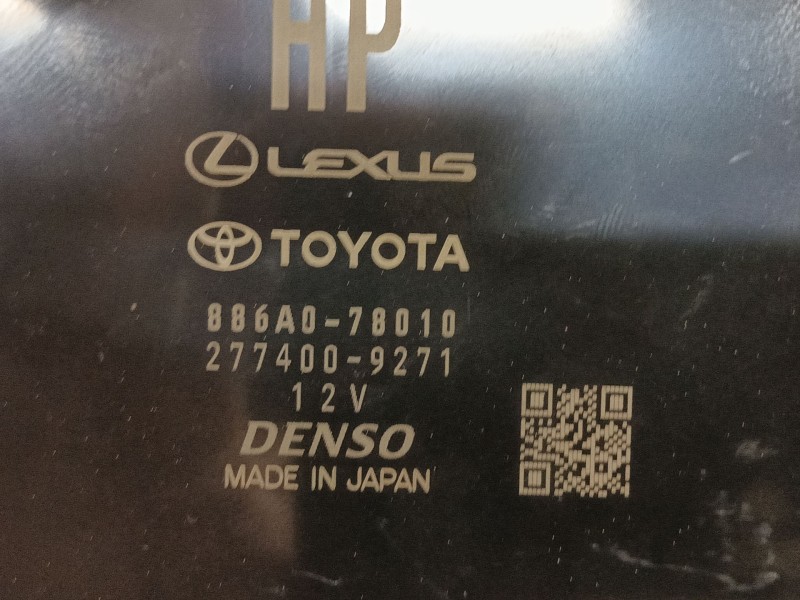 HP
LEXUS
TOYOTA
886A0-78010
277400-9271
12V
DENSO
MADE IN JAPAN